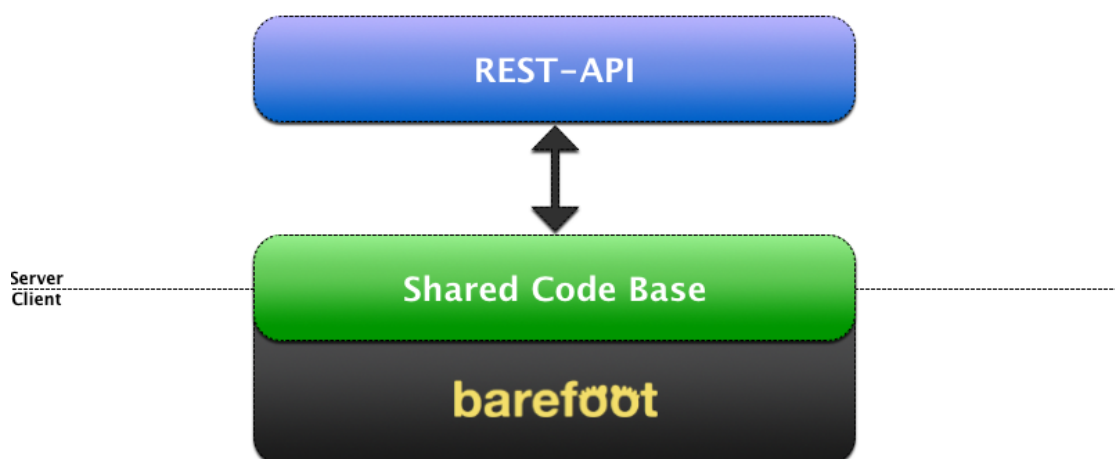 REST-API
Server
Client
Shared Code Base
barefoot